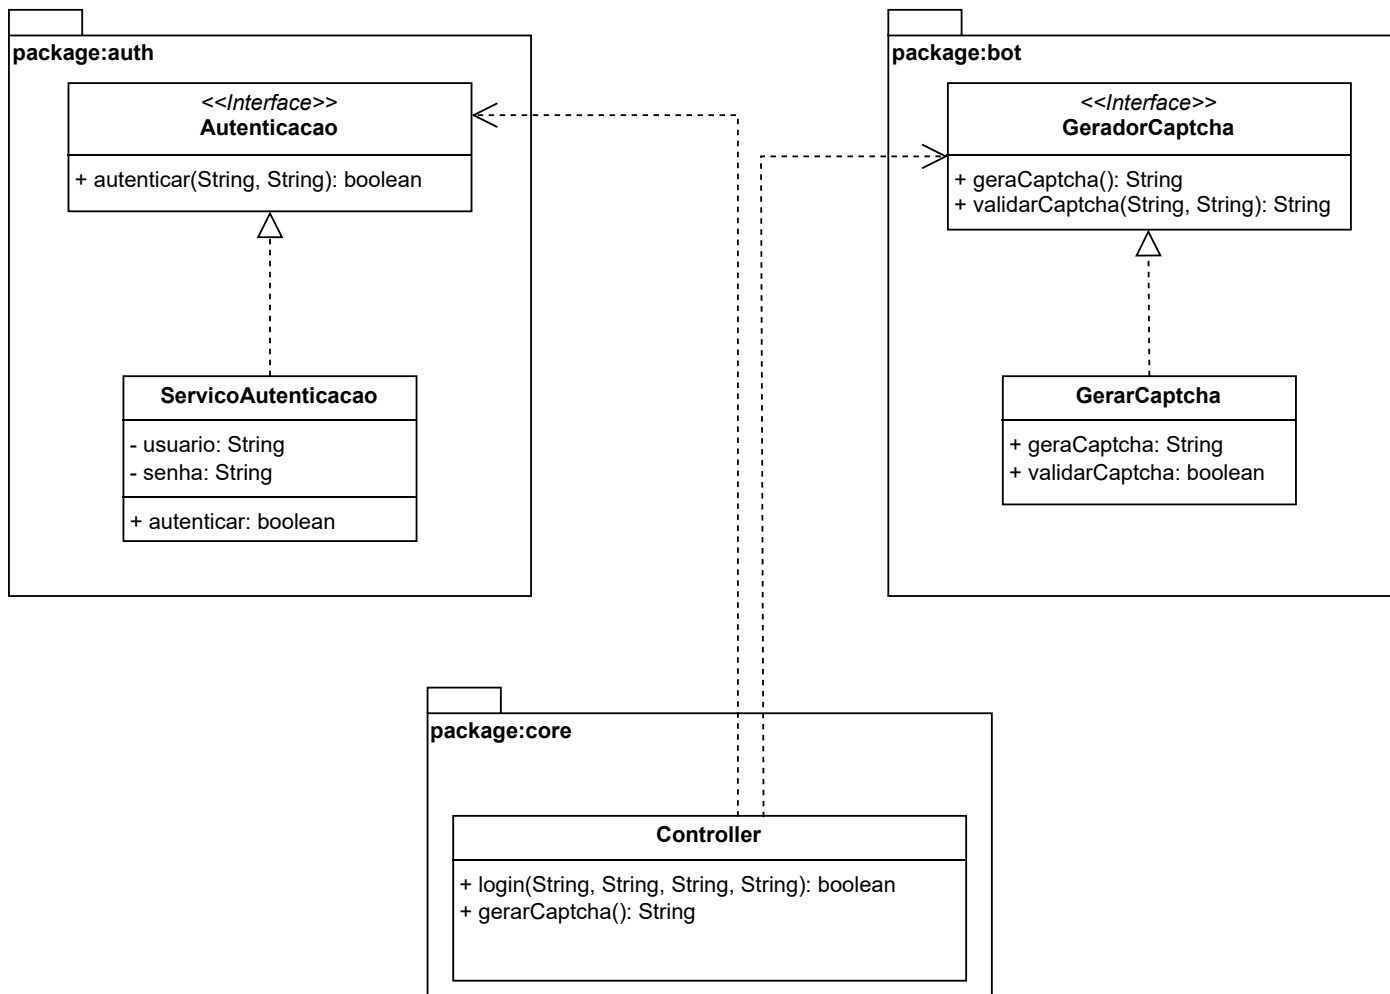 package:auth
<<Interface>>
Autenticacao
+ autenticar(String, String): boolean
ServicoAutenticacao
- usuario: String
- senha: String
+ autenticar: boolean
package:bot
<<Interface>>
GeradorCaptcha
+ geraCaptcha(): String
+ validarCaptcha(String, String): String
GerarCaptcha
+ geraCaptcha: String
+ validarCaptcha: boolean
package:core
Controller
+ login(String, String, String, String): boolean
+ gerarCaptcha(): String